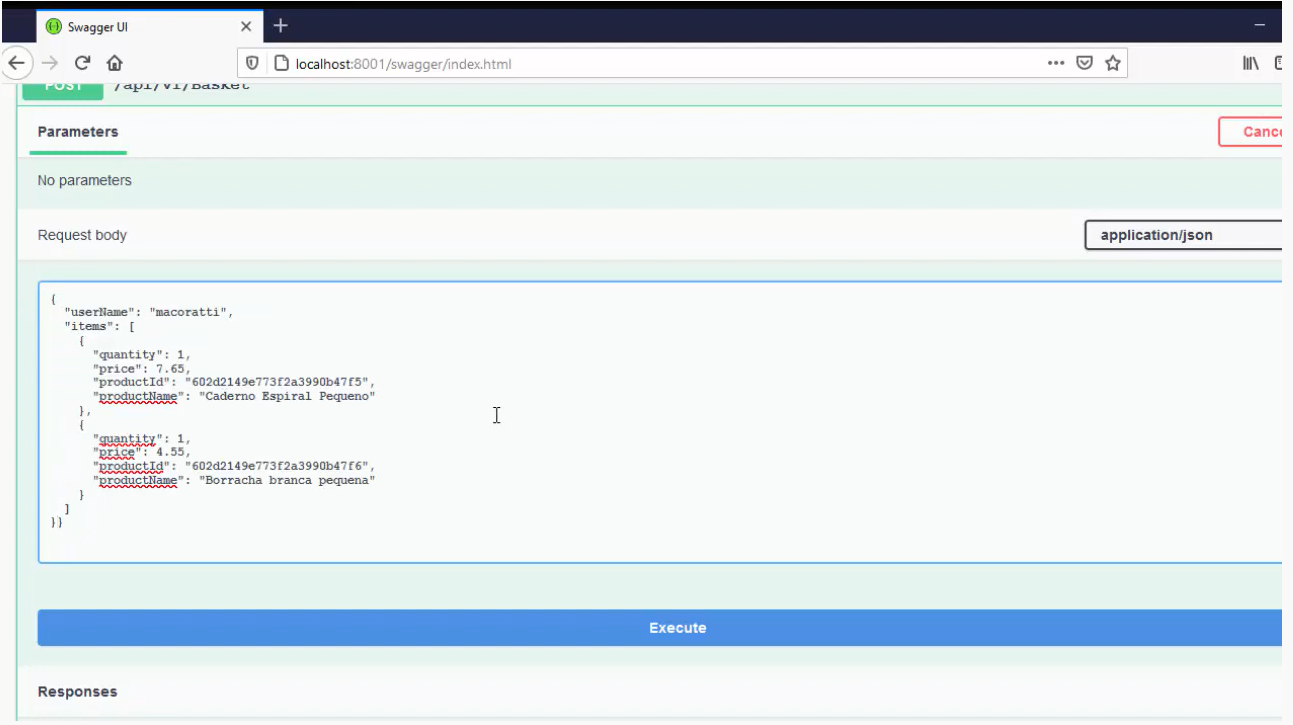 Swagger UI
localhost:8001/swagger/index.html
POST /api/v1/Basket
Parameters
Cance
No parameters
Request body
application/json
{
"userName": "macoratti",
"items": [
{
"quantity": 1,
"price": 7.65,
"productId": "602d2149e773f2a3990b47f5",
"productName": "Caderno Espiral Pequeno"
},
{
"quantity": 1,
"price": 4.55,
"productId": "602d2149e773f2a3990b47f6",
"productName": "Borracha branca pequena"
}
]
}}
Execute
Responses